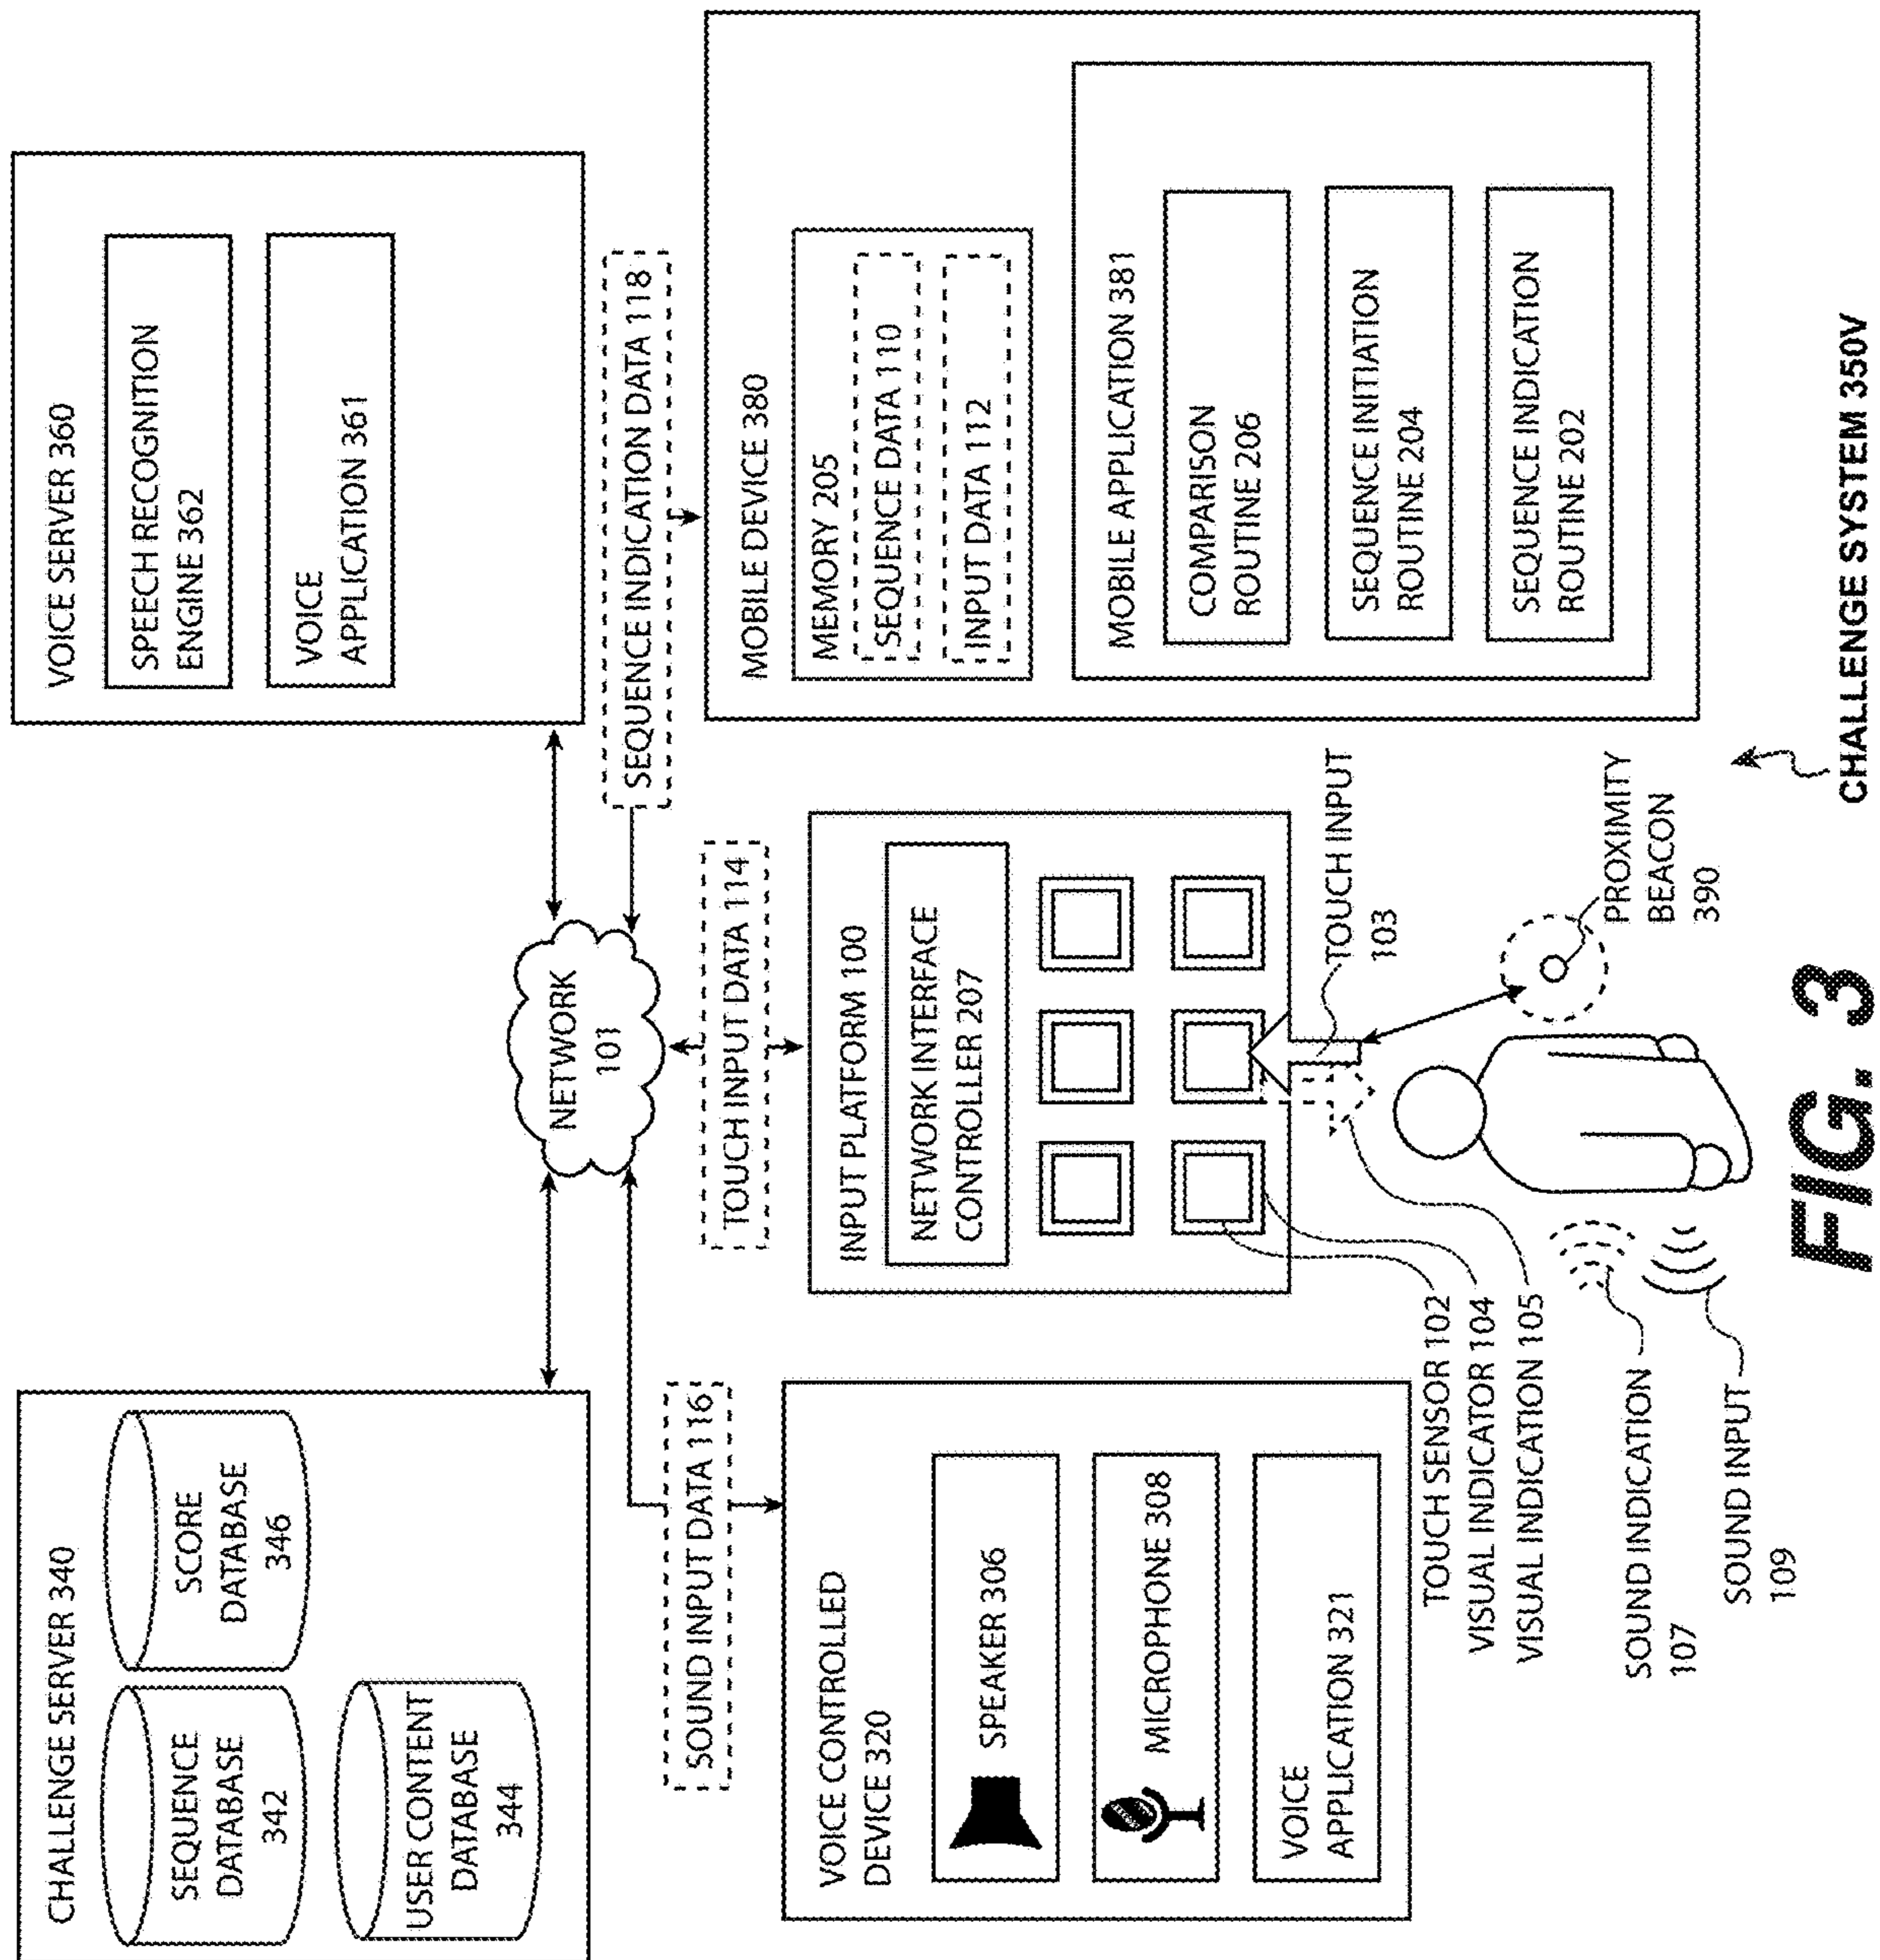 CHALLENGE SERVER 340
SEQUENCE
DATABASE
342
SCORE
DATABASE
346
USER CONTENT
DATABASE
344
VOICE SERVER 360
SPEECH RECOGNITION
ENGINE 362
VOICE
APPLICATION 361
NETWORK
101
SOUND INPUT DATA 116
TOUCH INPUT DATA 114
SEQUENCE INDICATION DATA 118
VOICE CONTROLLED
DEVICE 320
SPEAKER 306
MICROPHONE 308
VOICE
APPLICATION 321
INPUT PLATFORM 100
NETWORK INTERFACE
CONTROLLER 207
MOBILE DEVICE 380
MEMORY 205
SEQUENCE DATA 110
INPUT DATA 112
MOBILE APPLICATION 381
COMPARISON
ROUTINE 206
SEQUENCE INITIATION
ROUTINE 204
SEQUENCE INDICATION
ROUTINE 202
TOUCH INPUT
103
TOUCH SENSOR 102
VISUAL INDICATOR 104
VISUAL INDICATION 105
PROXIMITY
BEACON
390
SOUND INDICATION
107
SOUND INPUT
109
FIG. 3
CHALLENGE SYSTEM 350V